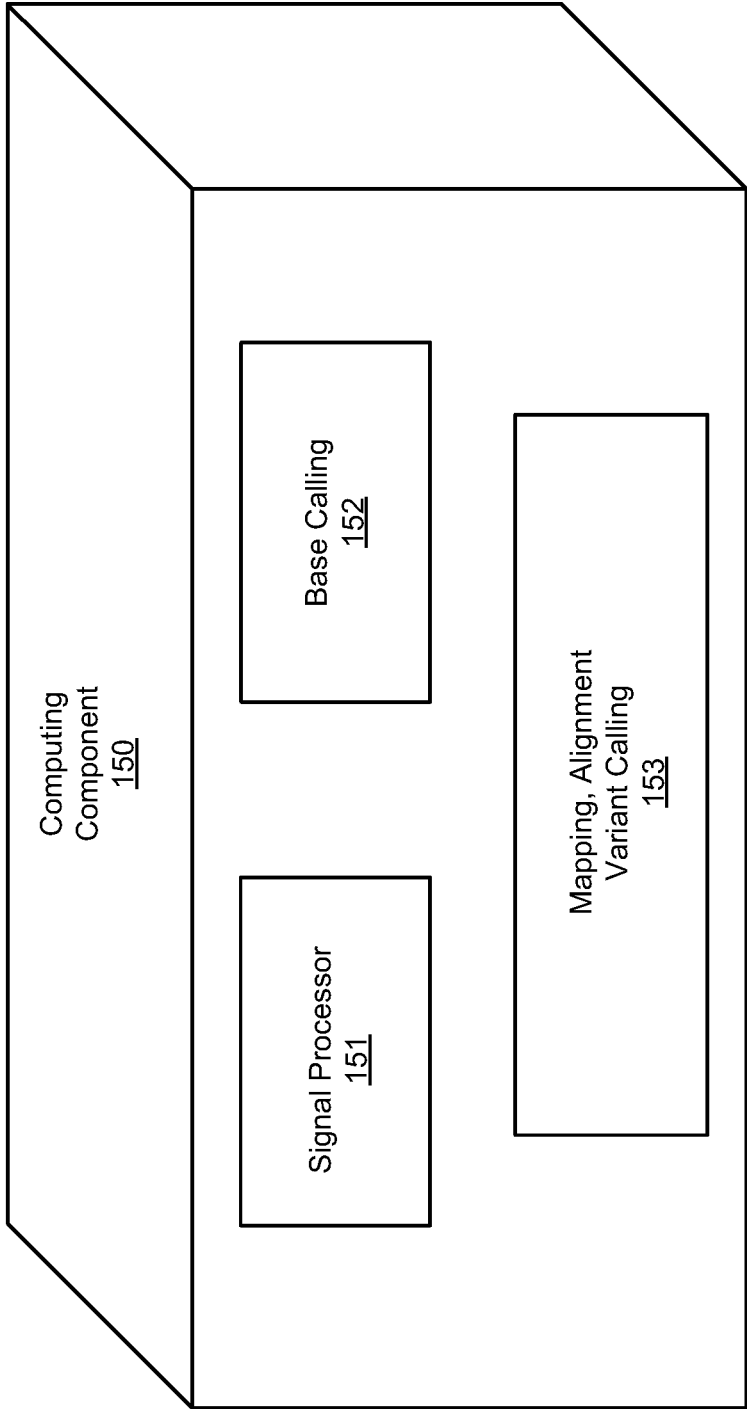 Computing
Component
150
Signal Processor
151
Base Calling
152
Mapping, Alignment
Variant Calling
153